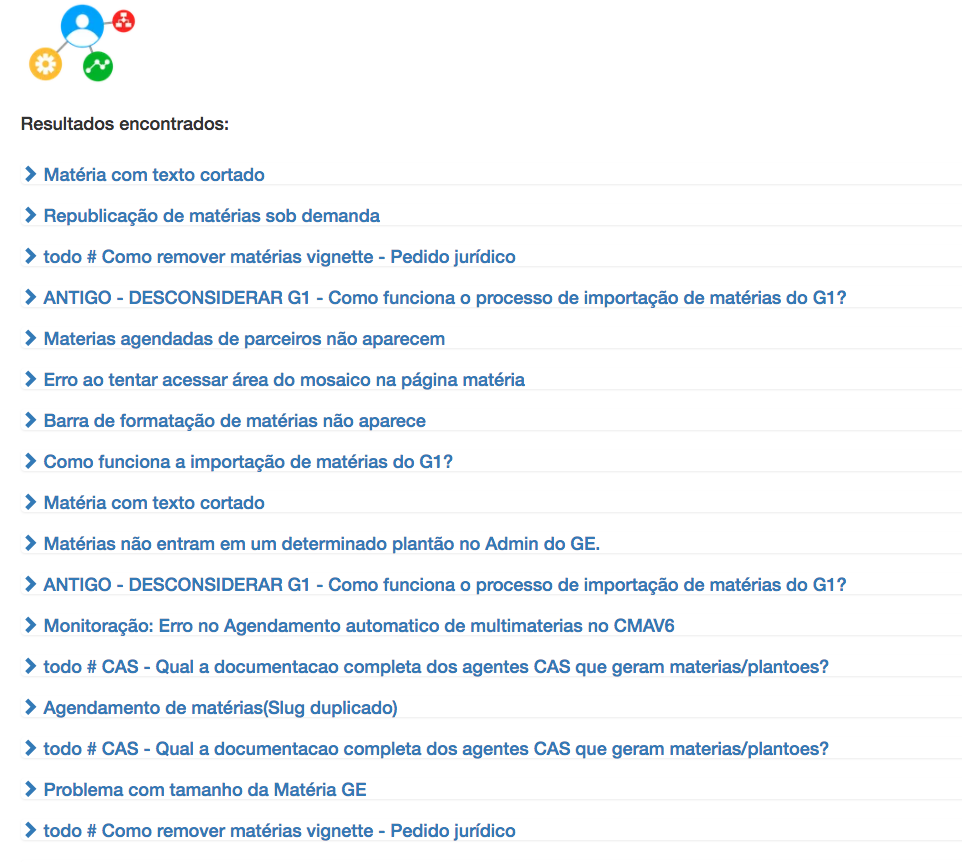 Resultados encontrados:
Matéria com texto cortado
Republicação de matérias sob demanda
todo # Como remover matérias vignette - Pedido jurídico
ANTIGO - DESCONSIDERAR G1 - Como funciona o processo de importação de matérias do G1?
Materias agendadas de parceiros não aparecem
Erro ao tentar acessar área do mosaico na página matéria
Barra de formatação de matérias não aparece
Como funciona a importação de matérias do G1?
Matéria com texto cortado
Matérias não entram em um determinado plantão no Admin do GE.
ANTIGO - DESCONSIDERAR G1 - Como funciona o processo de importação de matérias do G1?
Monitoração: Erro no Agendamento automatico de multimaterias no CMAV6
todo # CAS - Qual a documentacao completa dos agentes CAS que geram materias/plantoes?
Agendamento de matérias(Slug duplicado)
todo # CAS - Qual a documentacao completa dos agentes CAS que geram materias/plantoes?
Problema com tamanho da Matéria GE
todo # Como remover matérias vignette - Pedido jurídico